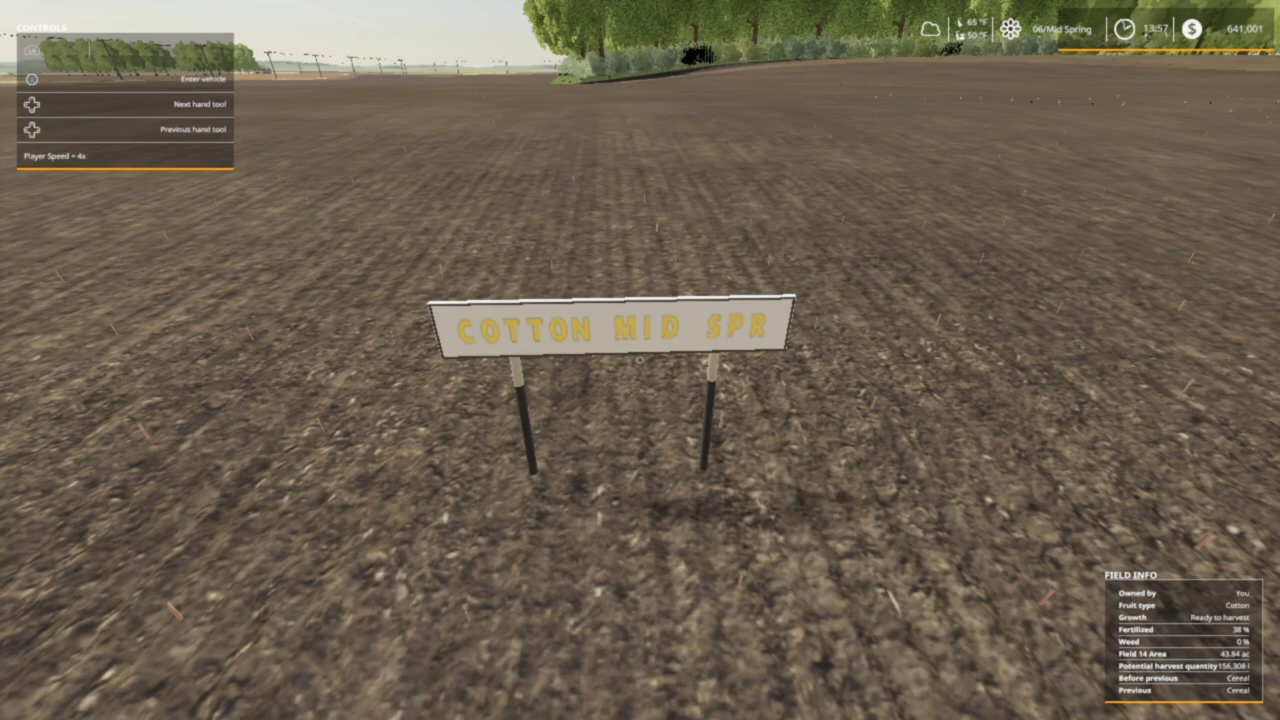 CONTROLS
Enter vehicle
Next hand tool
Previous hand tool
Player Speed = 4x
65 °F
50 °F
06/Mid Spring
13:57
641,001
COTTON MID SPR
FIELD INFO
Owned by You
Fruit type Cotton
Growth Ready to harvest
Fertilized 38 %
Weed 0 %
Field 14 Area 43.84 ac
Potential harvest quantity 156,308 l
Before previous Cereal
Previous Cereal